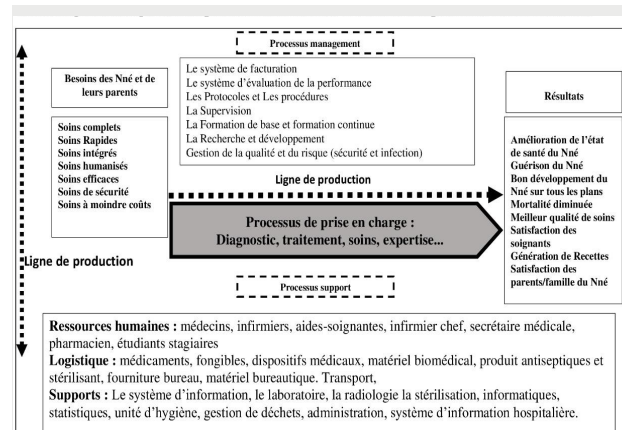 Processus management
Besoins des Nné et de
leurs parents
Le système de facturation
Le système d'évaluation de la performance
Les Protocoles et Les procédures
La Supervision
La Formation de base et formation continue
La Recherche et développement
Gestion de la qualité et du risque (sécurité et infection)
Résultats
Soins complets
Soins Rapides
Soins intégrés
Soins humanisés
Soins efficaces
Soins de sécurité
Soins à moindre coûts
Ligne de production
Processus de prise en charge :
Diagnostic, traitement, soins, expertise...
Amélioration de l'état
de santé du Nné
Guérison du Nné
Bon développement du
Nné sur tous les plans
Mortalité diminuée
Meilleur qualité de soins
Satisfaction des
soignants
Génération de Recettes
Satisfaction des
parents/famille du Nné
Ligne de production
Processus support
Ressources humaines : médecins, infirmiers, aides-soignantes, infirmier chef, secrétaire médicale,
pharmacien, étudiants stagiaires
Logistique : médicaments, fongibles, dispositifs médicaux, matériel biomédical, produit antiseptiques et
stérilisant, fourniture bureau, matériel bureautique. Transport,
Supports : Le système d'information, le laboratoire, la radiologie la stérilisation, informatiques,
statistiques, unité d'hygiène, gestion de déchets, administration, système d'information hospitalière.